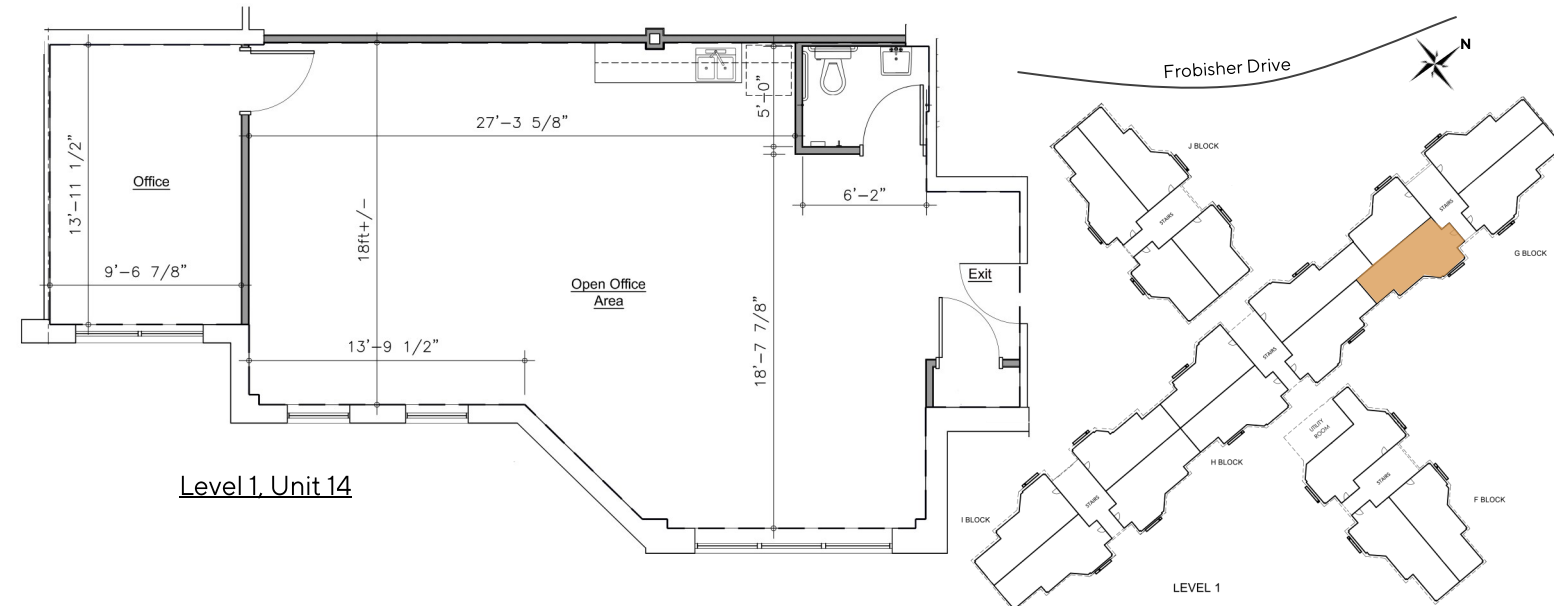 Office
13'-11 1/2"
9'-6 7/8"
27'-3 5/8"
18ft+/-
5'-0"
6'-2"
Open Office
Area
Exit
13'-9 1/2"
18'-7 7/8"
Level 1, Unit 14
Frobisher Drive
N
J BLOCK
STAIRS
STAIRS
G BLOCK
STAIRS
UTILITY
ROOM
H BLOCK
STAIRS
STAIRS
F BLOCK
I BLOCK
LEVEL 1